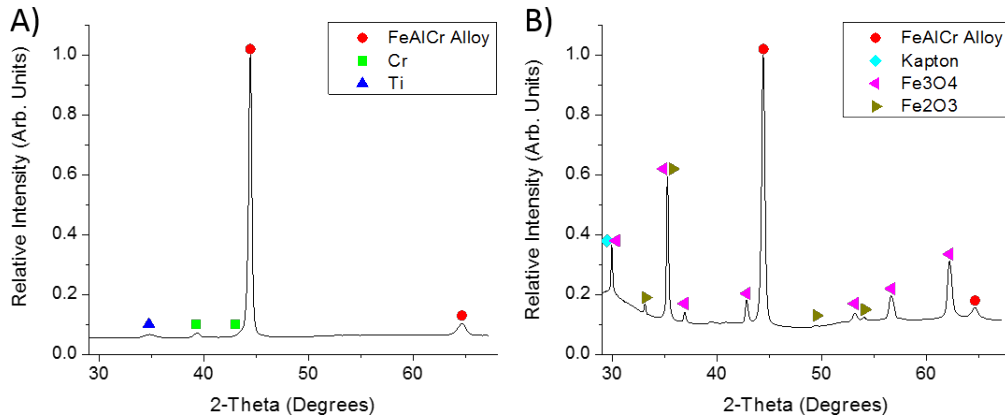 A)
Relative Intensity (Arb. Units)
1.0
0.8
0.6
0.4
0.2
0.0
30
40
50
60
2-Theta (Degrees)
FeAlCr Alloy
Cr
Ti
B)
Relative Intensity (Arb. Units)
1.0
0.8
0.6
0.4
0.2
0.0
30
40
50
60
2-Theta (Degrees)
FeAlCr Alloy
Kapton
Fe3O4
Fe2O3